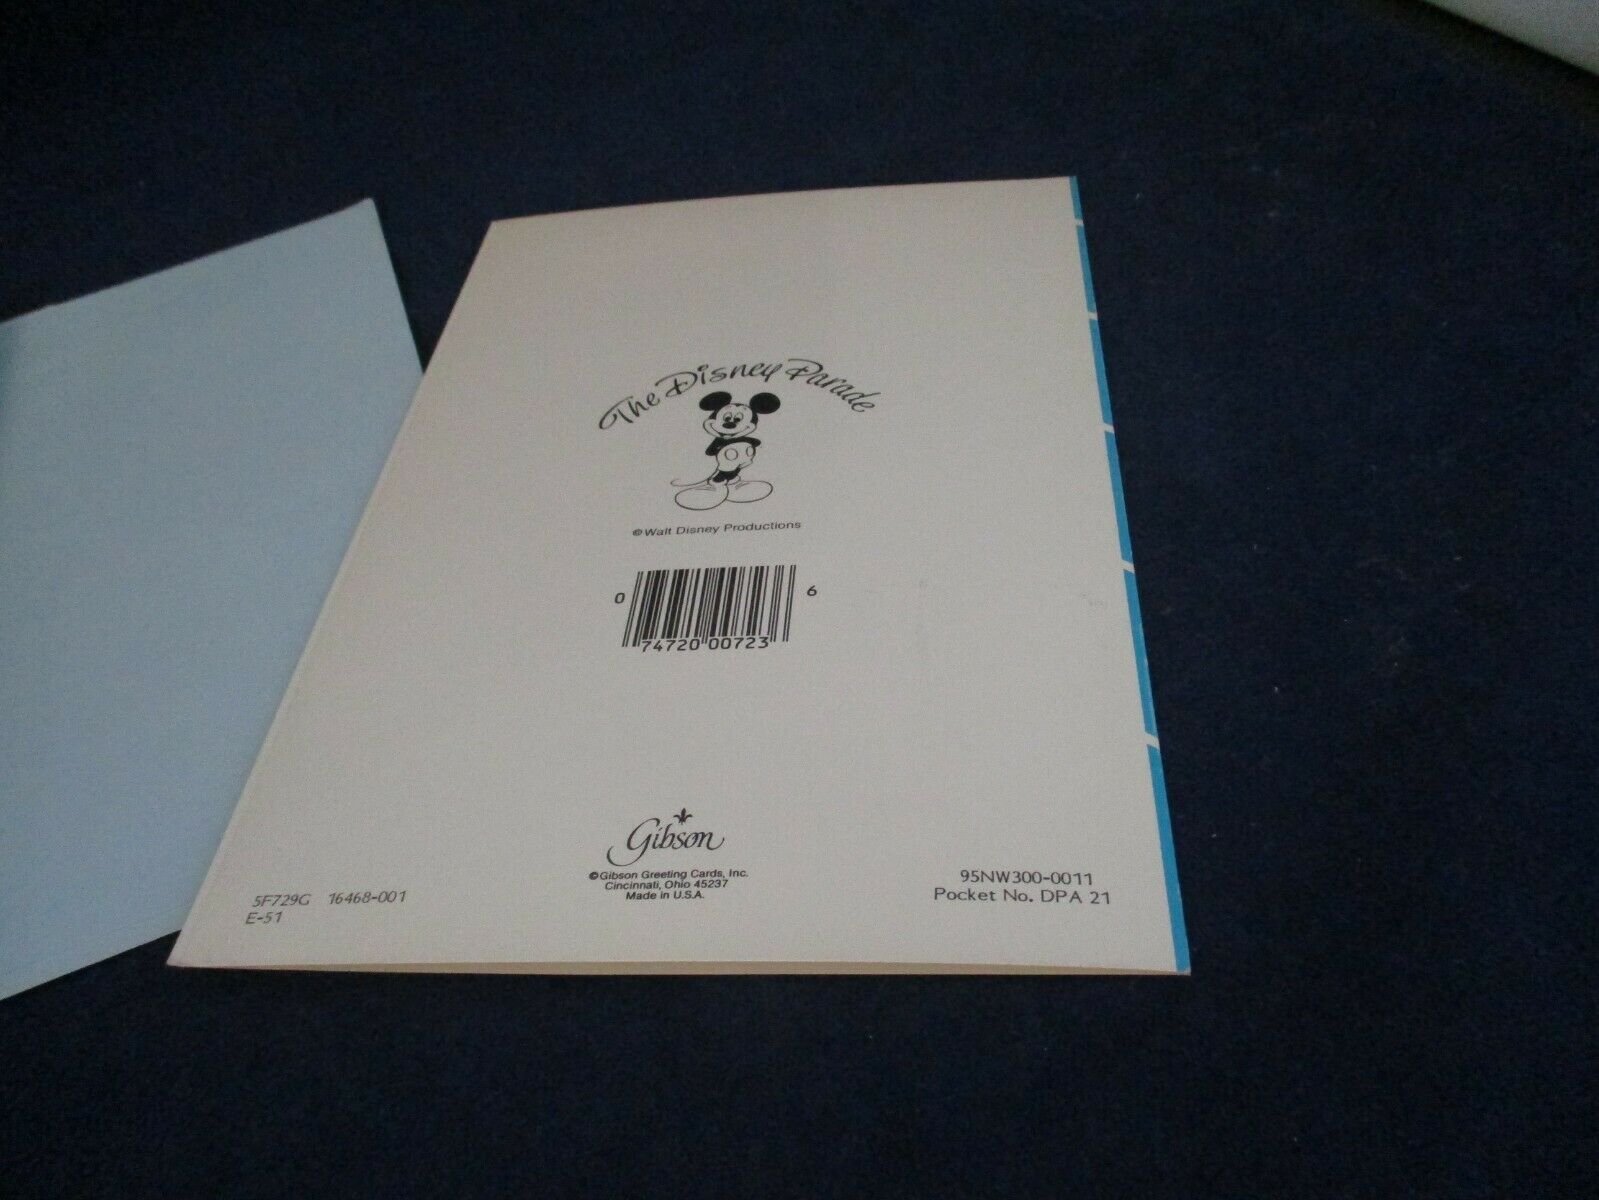 The Disney Parade
© Walt Disney Productions
0 74720 00723 6
Gibson
© Gibson Greeting Cards, Inc.
Cincinnati, Ohio 45237
Made in U.S.A.
5F729G 16468-001
E-51
95NW300-0011
Pocket No. DPA 21